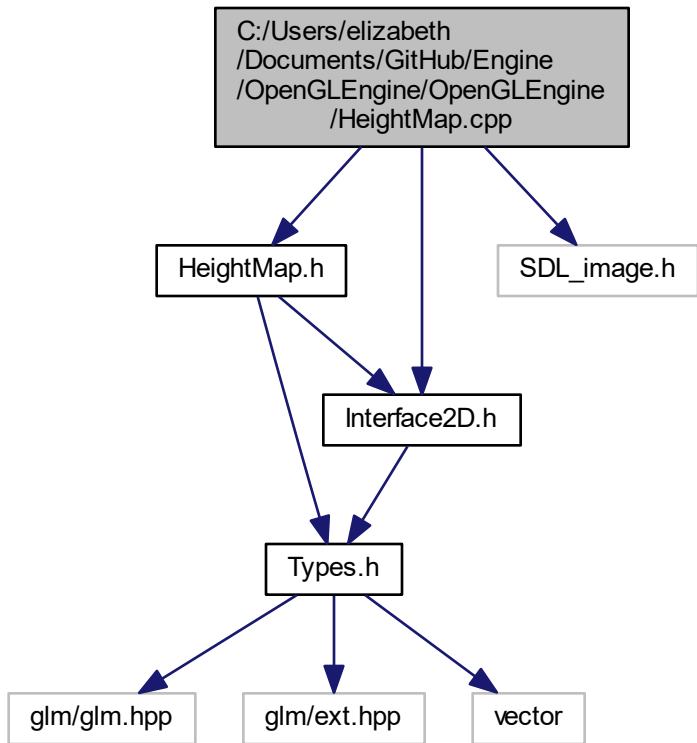 C:/Users/elizabeth
/Documents/GitHub/Engine
/OpenGLEngine/OpenGLEngine
/HeightMap.cpp
HeightMap.h
SDL_image.h
Interface2D.h
Types.h
glm/glm.hpp
glm/ext.hpp
vector